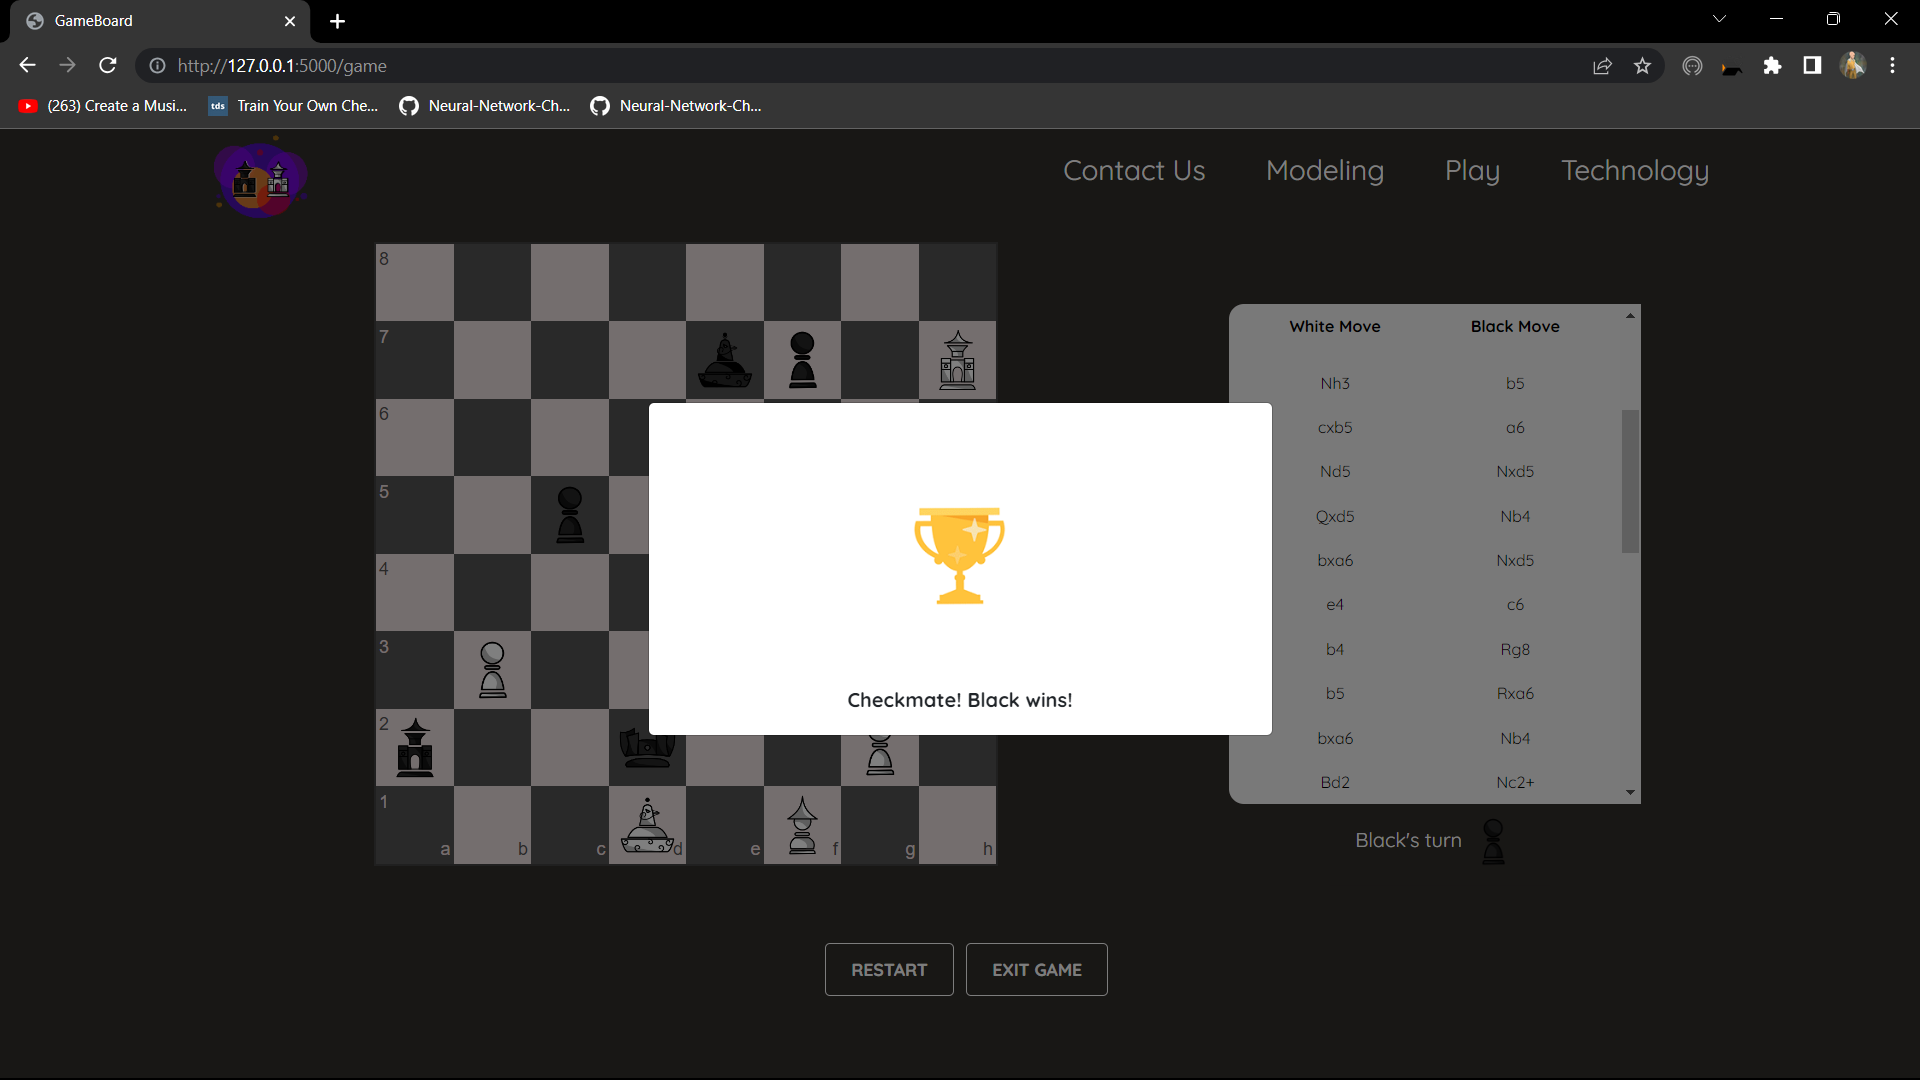 GameBoard
http://127.0.0.1:5000/game
(263) Create a Musi...
tds Train Your Own Che...
Neural-Network-Ch...
Neural-Network-Ch...
Contact Us Modeling Play Technology
8
7
6
5
4
3
2
1
a b c d e f g h
White Move Black Move
Nh3 b5
cxb5 a6
Nd5 Nxd5
Qxd5 Nb4
bxa6 Nxd5
e4 c6
b4 Rg8
b5 Rxa6
bxa6 Nb4
Bd2 Nc2+
Checkmate! Black wins!
Black's turn
RESTART EXIT GAME